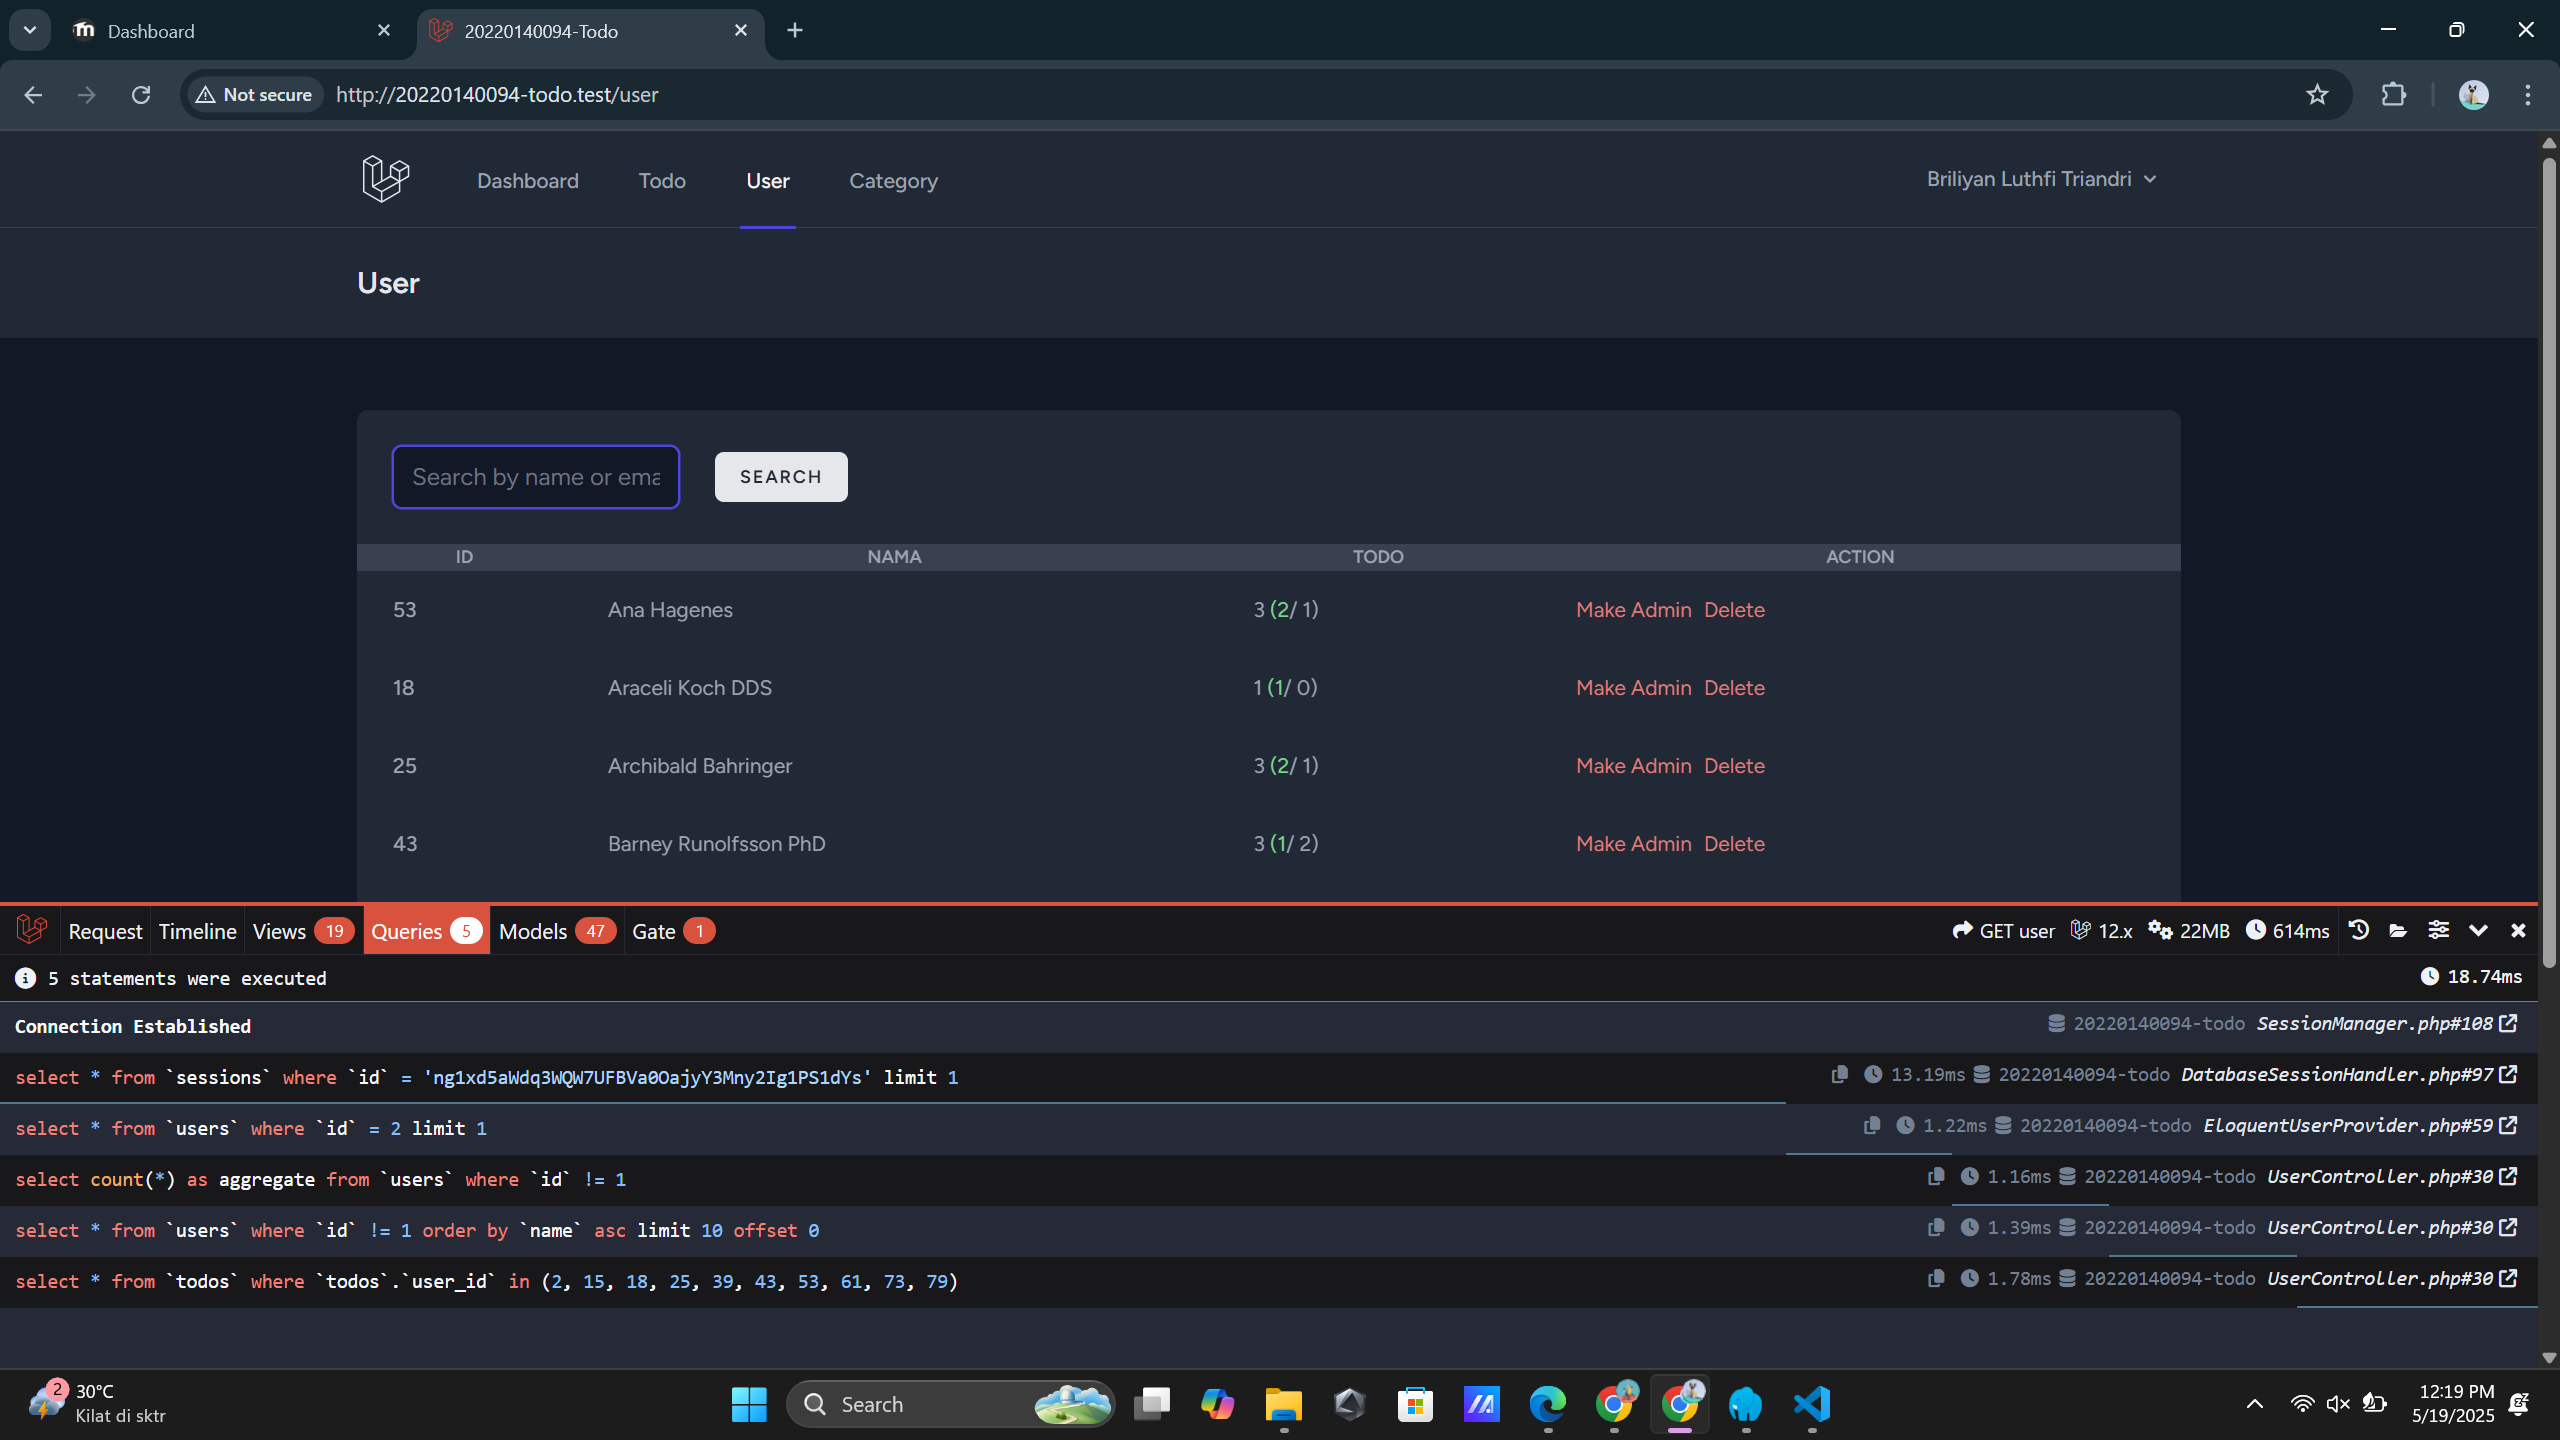 Dashboard
20220140094-Todo
Not secure
http://20220140094-todo.test/user
Dashboard Todo User Category
Briliyan Luthfi Triandri
User
Search by name or ema
SEARCH
ID NAMA TODO ACTION
53 Ana Hagenes 3 (2/ 1) Make Admin Delete
18 Araceli Koch DDS 1 (1/ 0) Make Admin Delete
25 Archibald Bahringer 3 (2/ 1) Make Admin Delete
43 Barney Runolfsson PhD 3 (1/ 2) Make Admin Delete
Request Timeline Views 19 Queries 5 Models 47 Gate 1 GET user 12.x 22MB 614ms
5 statements were executed 18.74ms
Connection Established 20220140094-todo SessionManager.php#108
select * from `sessions` where `id` = 'ng1xd5aWdq3WQW7UFBVa0OajyY3Mny2Ig1PS1dYs' limit 1 13.19ms 20220140094-todo DatabaseSessionHandler.php#97
select * from `users` where `id` = 2 limit 1 1.22ms 20220140094-todo EloquentUserProvider.php#59
select count(*) as aggregate from `users` where `id` != 1 1.16ms 20220140094-todo UserController.php#30
select * from `users` where `id` != 1 order by `name` asc limit 10 offset 0 1.39ms 20220140094-todo UserController.php#30
select * from `todos` where `todos`.`user_id` in (2, 15, 18, 25, 39, 43, 53, 61, 73, 79) 1.78ms 20220140094-todo UserController.php#30
2
30°C
Kilat di sktr
Search
12:19 PM
5/19/2025